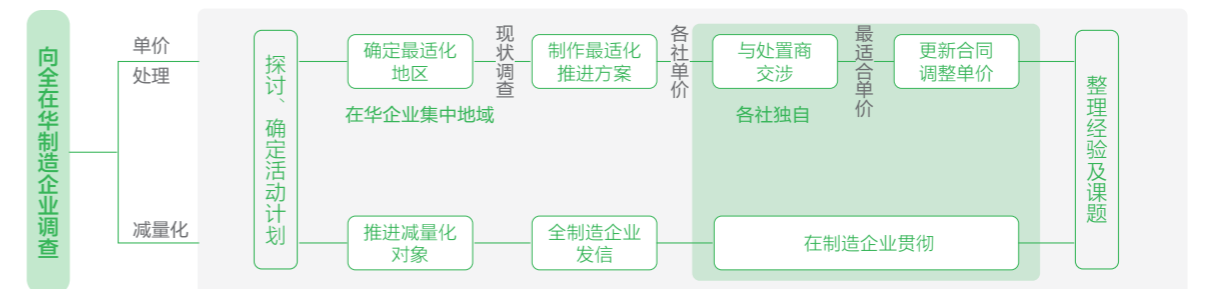 向全在华制造企业调查
单价
处理
减量化
探讨、确定活动计划
确定最适化
地区
在华企业集中地域
现状调查
制作最适化
推进方案
各社单价
与处置商
交涉
各社独自
最适合单价
更新合同
调整单价
推进减量化
对象
全制造企业
发信
在制造企业贯彻
整理经验及课题